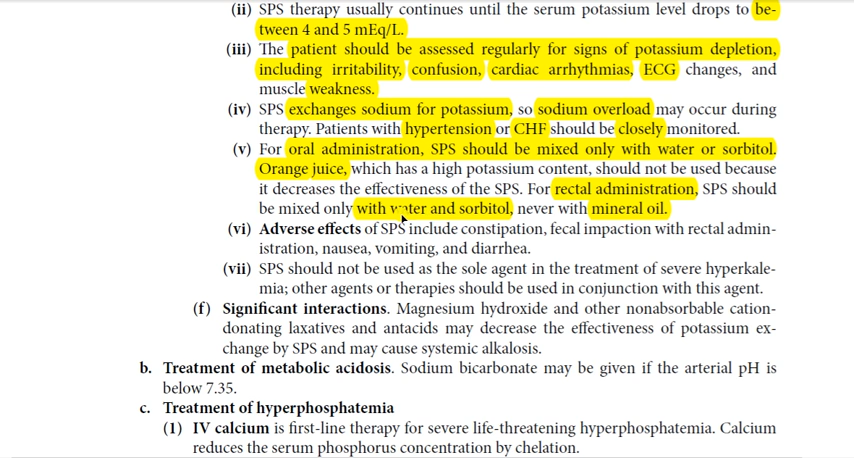 (ii) SPS therapy usually continues until the serum potassium level drops to be-
tween 4 and 5 mEq/L.
(iii) The patient should be assessed regularly for signs of potassium depletion,
including irritability, confusion, cardiac arrhythmias, ECG changes, and
muscle weakness.
(iv) SPS exchanges sodium for potassium, so sodium overload may occur during
therapy. Patients with hypertension or CHF should be closely monitored.
(v) For oral administration, SPS should be mixed only with water or sorbitol.
Orange juice, which has a high potassium content, should not be used because
it decreases the effectiveness of the SPS. For rectal administration, SPS should
be mixed only with water and sorbitol, never with mineral oil.
(vi) Adverse effects of SPS include constipation, fecal impaction with rectal admin-
istration, nausea, vomiting, and diarrhea.
(vii) SPS should not be used as the sole agent in the treatment of severe hyperkale-
mia; other agents or therapies should be used in conjunction with this agent.
(f) Significant interactions. Magnesium hydroxide and other nonabsorbable cation-
donating laxatives and antacids may decrease the effectiveness of potassium ex-
change by SPS and may cause systemic alkalosis.
b. Treatment of metabolic acidosis. Sodium bicarbonate may be given if the arterial pH is
below 7.35.
c. Treatment of hyperphosphatemia
(1) IV calcium is first-line therapy for severe life-threatening hyperphosphatemia. Calcium
reduces the serum phosphorus concentration by chelation.